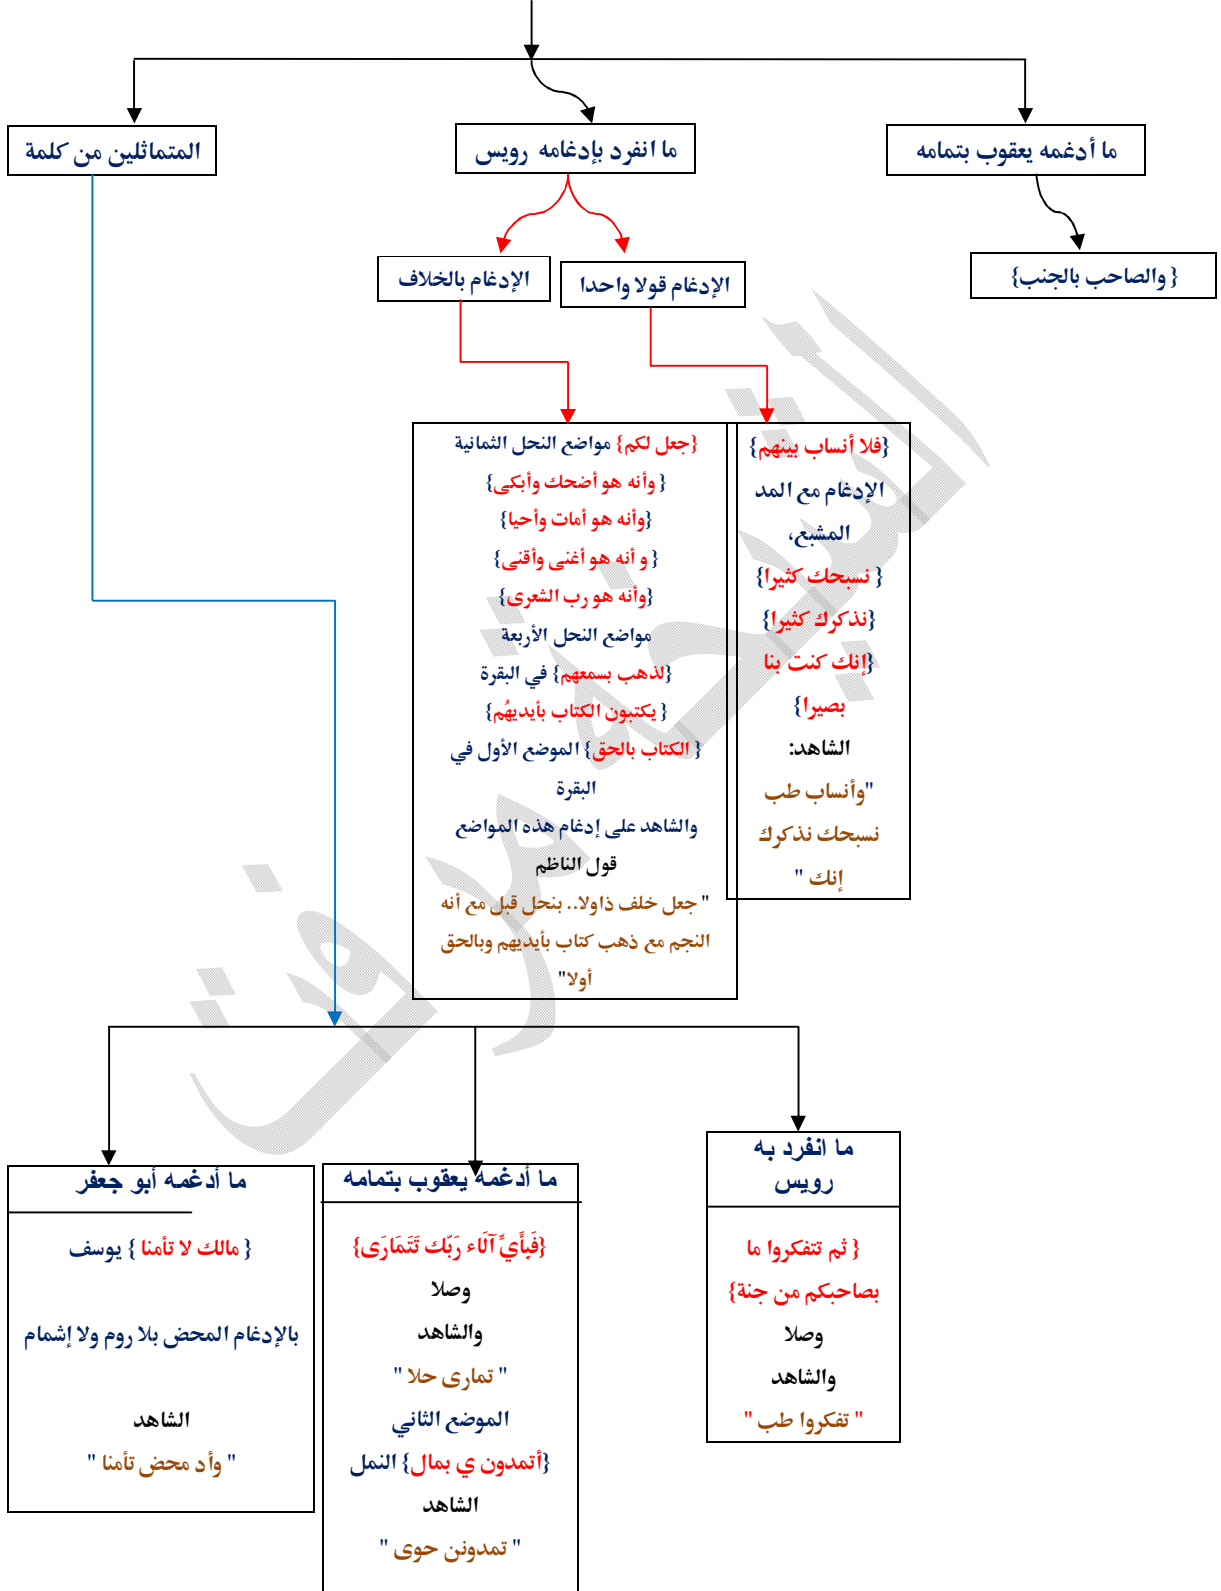 ما أدغمه يعقوب بتمامه
ما انفرد بإدغامه رويس
المتماثلين من كلمة
{ والصاحب بالجنب}
الإدغام قولا واحدا
الإدغام بالخلاف
{فلا أنساب بينهم}
الإدغام مع المد
المشبع،
{ نسبحك كثيرا}
{نذكرك كثيرا}
{إنك كنت بنا
بصيرا}
الشاهد:
"وأنساب طب
نسبحك نذكرك
إنك "
{جعل لكم} مواضع النحل الثمانية
{ وأنه هو أضحك وأبكى}
{وأنه هو أمات وأحيا}
{ و أنه هو أغنى وأقنى}
{وأنه هو رب الشعرى}
مواضع النحل الأربعة
{لذهب بسمعهم} في البقرة
{ يكتبون الكتاب بأيديهُم}
{ الكتاب بالحق} الموضع الأول في
البقرة
والشاهد على إدغام هذه المواضع
قول الناظم
" جعل خلف ذاولا.. بنحل قبل مع أنه
النجم مع ذهب كتاب بأيديهم وبالحق
أولا"
ما انفرد به
رويس
{ ثم تتفكروا ما
بصاحبكم من جنة}
وصلا
والشاهد
" تفكروا طب "
ما أدغمه يعقوب بتمامه
{فَبِأَيِّ آلَاء رَبّك تَتَمَارَى}
وصلا
والشاهد
" تمارى حلا "
الموضع الثاني
{أتمدون ي بمال} النمل
الشاهد
" تمدونن حوى "
ما أدغمه أبو جعفر
{ مالك لا تأمنا } يوسف
بالإدغام المحض بلا روم ولا إشمام
الشاهد
" وأد محض تأمنا "